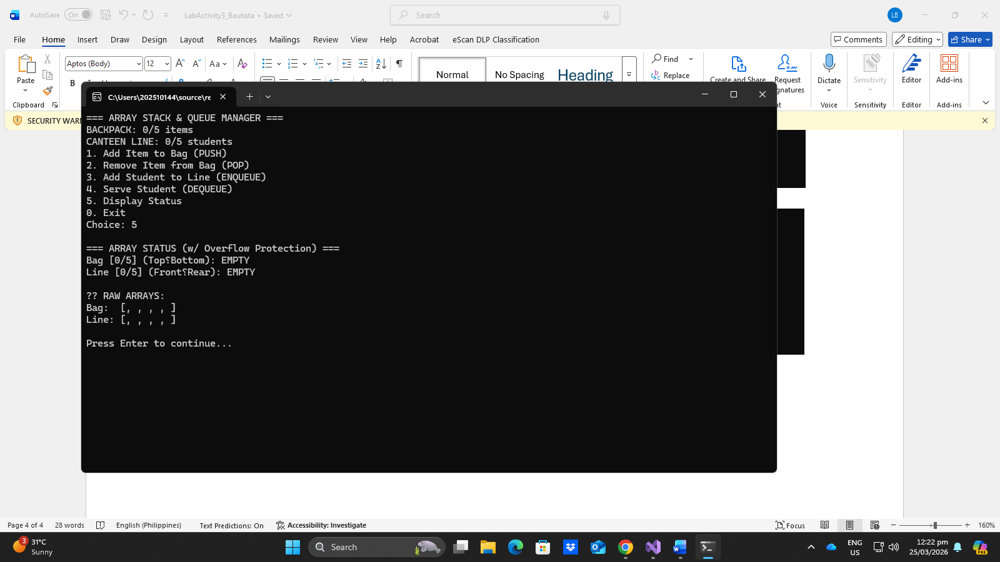 AutoSave On LabActivity3_Bautista • Saved Search LB
File Home Insert Draw Design Layout References Mailings Review View Help Acrobat eScan DLP Classification Comments Editing Share
Aptos (Body) 12 Aa Normal No Spacing Heading Find Replace
Paste B Create and Share Request Dictate Sensitivity Editor Add-ins
Clipboard Voice Sensitivity Editor Add-ins
SECURITY WARN
C:\Users\202510144\source\re
=== ARRAY STACK & QUEUE MANAGER ===
BACKPACK: 0/5 items
CANTEEN LINE: 0/5 students
1. Add Item to Bag (PUSH)
2. Remove Item from Bag (POP)
3. Add Student to Line (ENQUEUE)
4. Serve Student (DEQUEUE)
5. Display Status
0. Exit
Choice: 5
=== ARRAY STATUS (w/ Overflow Protection) ===
Bag [0/5] (Top⸮Bottom): EMPTY
Line [0/5] (Front⸮Rear): EMPTY
?? RAW ARRAYS:
Bag:  [, , , , ]
Line: [, , , , ]
Press Enter to continue...
Page 4 of 4 28 words English (Philippines) Text Predictions: On Accessibility: Investigate Focus 160%
3 31°C Sunny Search ENG US 12:22 pm 25/03/2026 PRE